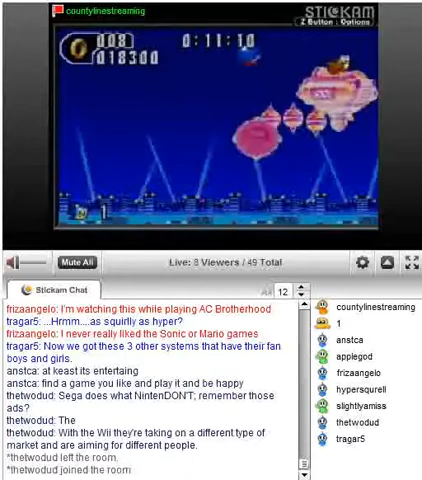 countylinestreaming
STICKAM
Z Button : Options
008
0:11:10
018300
1
Mute All
Live: 8 Viewers / 49 Total
Stickam Chat
12
frizaangelo: I'm watching this while playing AC Brotherhood
tragar5: ...Hrmm....as squirlly as hyper?
frizaangelo: I never really liked the Sonic or Mario games
tragar5: Now we got these 3 other systems that have their fan
boys and girls.
anstca: at keast its entertaing
anstca: find a game you like and play it and be happy
thetwodud: Sega does what NintenDON'T; remember those
ads?
thetwodud: The
thetwodud: With the Wii they're taking on a different type of
market and are aiming for different people.
*thetwodud left the room.
*thetwodud joined the room
countylinestreaming
1
anstca
applegod
frizaangelo
hypersqurell
slightlyamiss
thetwodud
tragar5